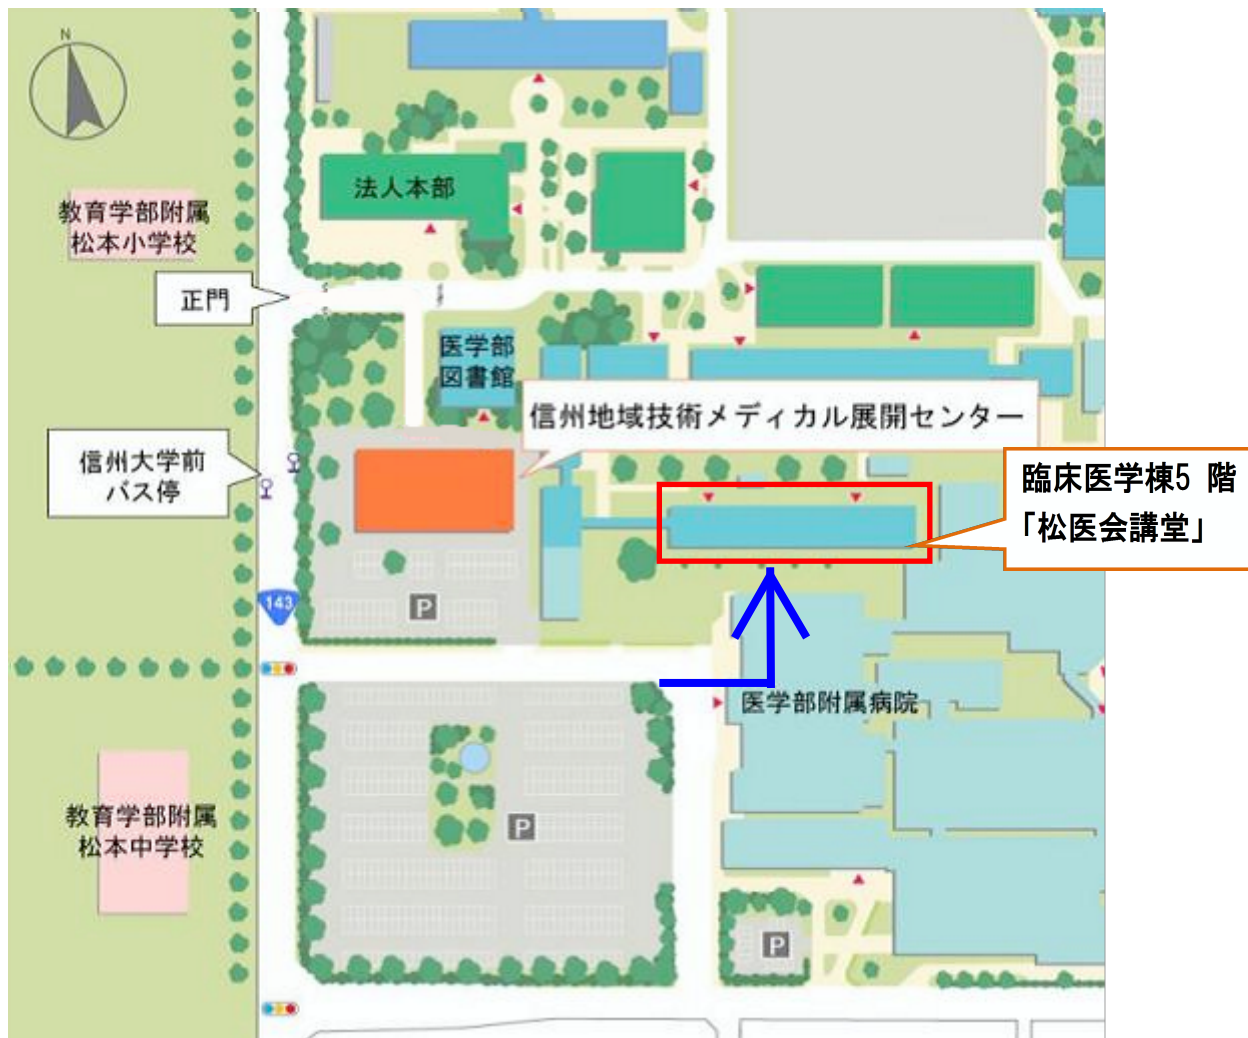 N
法人本部
教育学部附属
松本小学校
正門
医学部
図書館
信州地域技術メディカル展開センター
信州大学前
バス停
臨床医学棟5 階
「松医会講堂」
143
P
医学部附属病院
教育学部附属
松本中学校
P
P